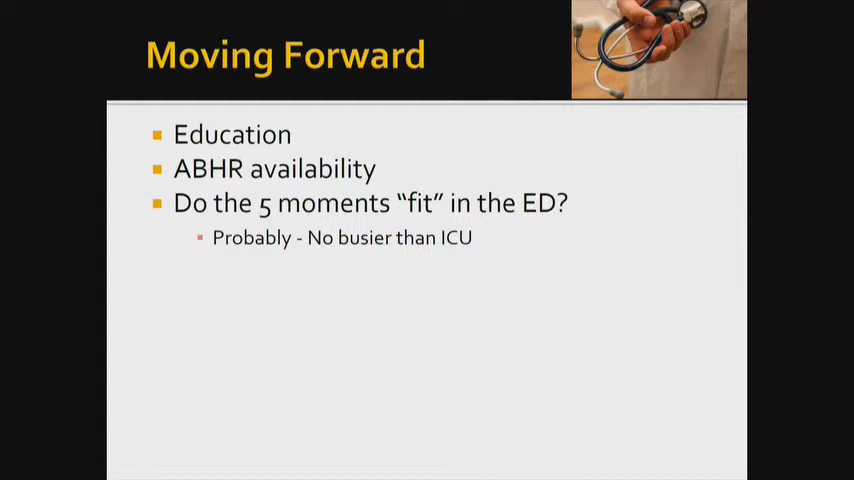 Moving Forward
Education
ABHR availability
Do the 5 moments “fit” in the ED?
Probably - No busier than ICU